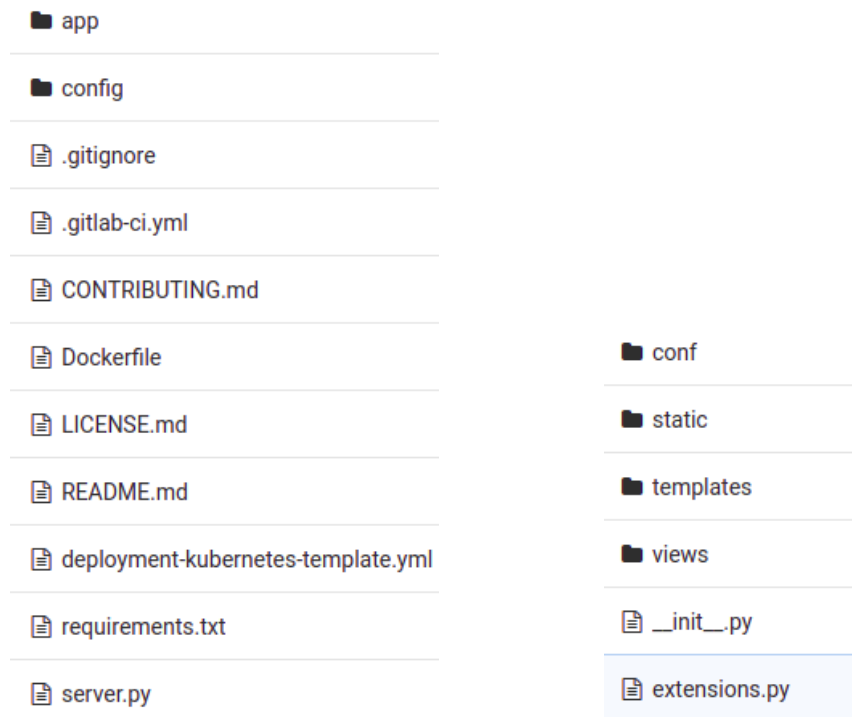 app
config
.gitignore
.gitlab-ci.yml
CONTRIBUTING.md
Dockerfile
LICENSE.md
README.md
deployment-kubernetes-template.yml
requirements.txt
server.py
conf
static
templates
views
__init__.py
extensions.py